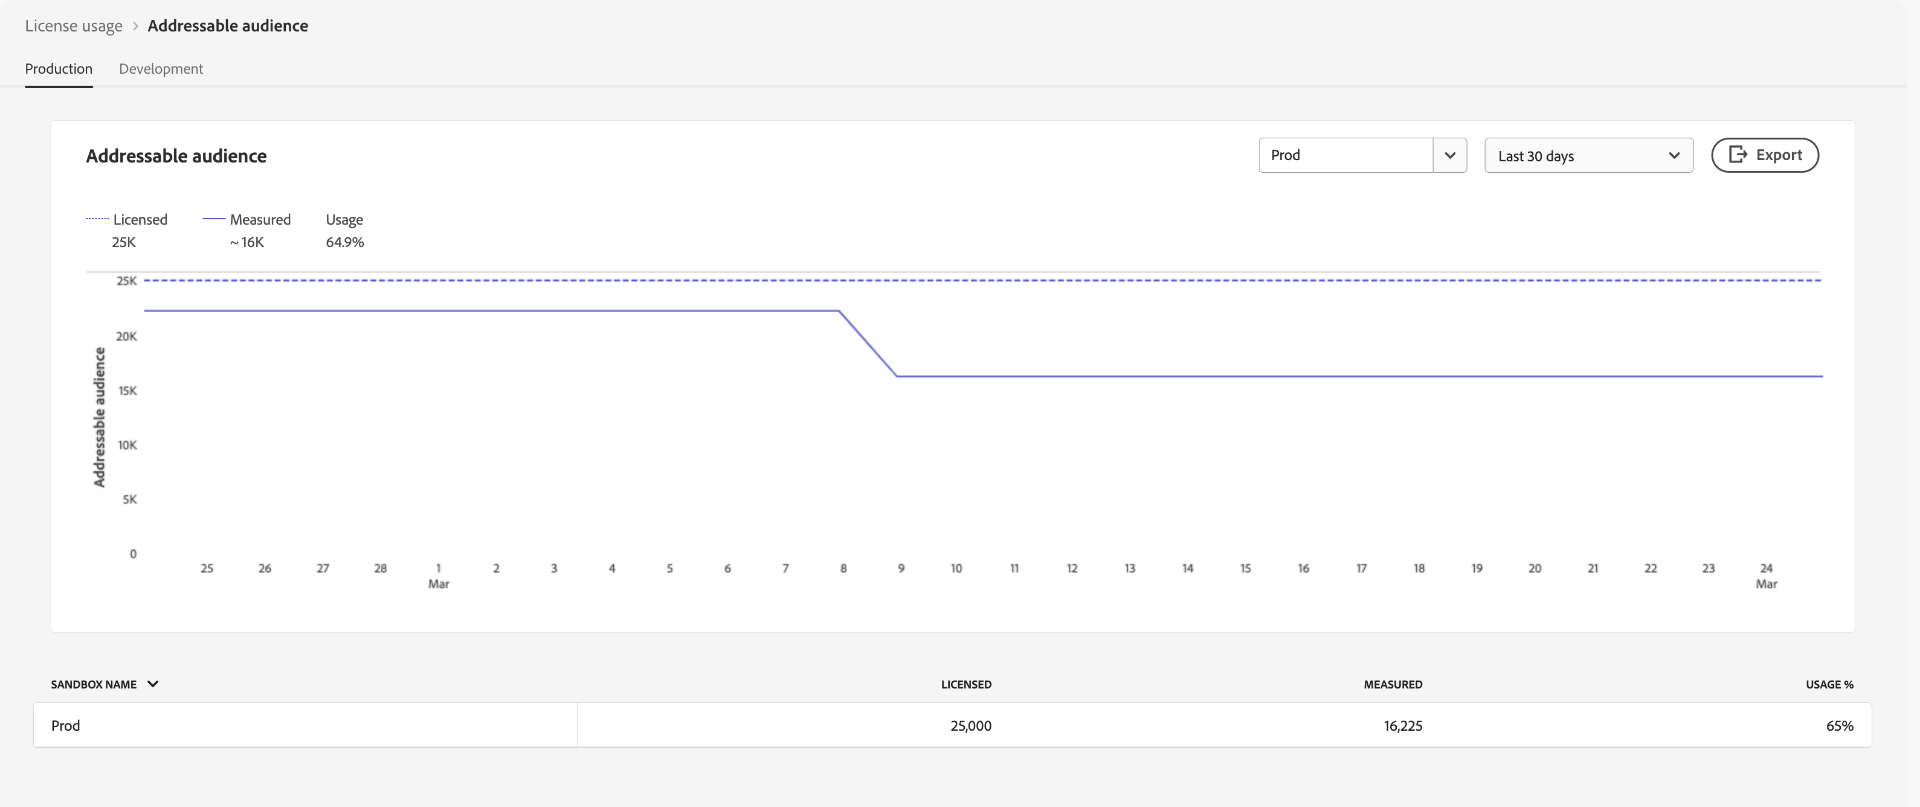 License usage > Addressable audience
Production Development
Addressable audience
Prod
Last 30 days
Export
Licensed Measured Usage
25K ~ 16K 64.9%
25K
20K
15K
10K
5K
0
Addressable audience
25 26 27 28 1 2 3 4 5 6 7 8 9 10 11 12 13 14 15 16 17 18 19 20 21 22 23 24
Mar Mar
SANDBOX NAME LICENSED MEASURED USAGE %
Prod 25,000 16,225 65%